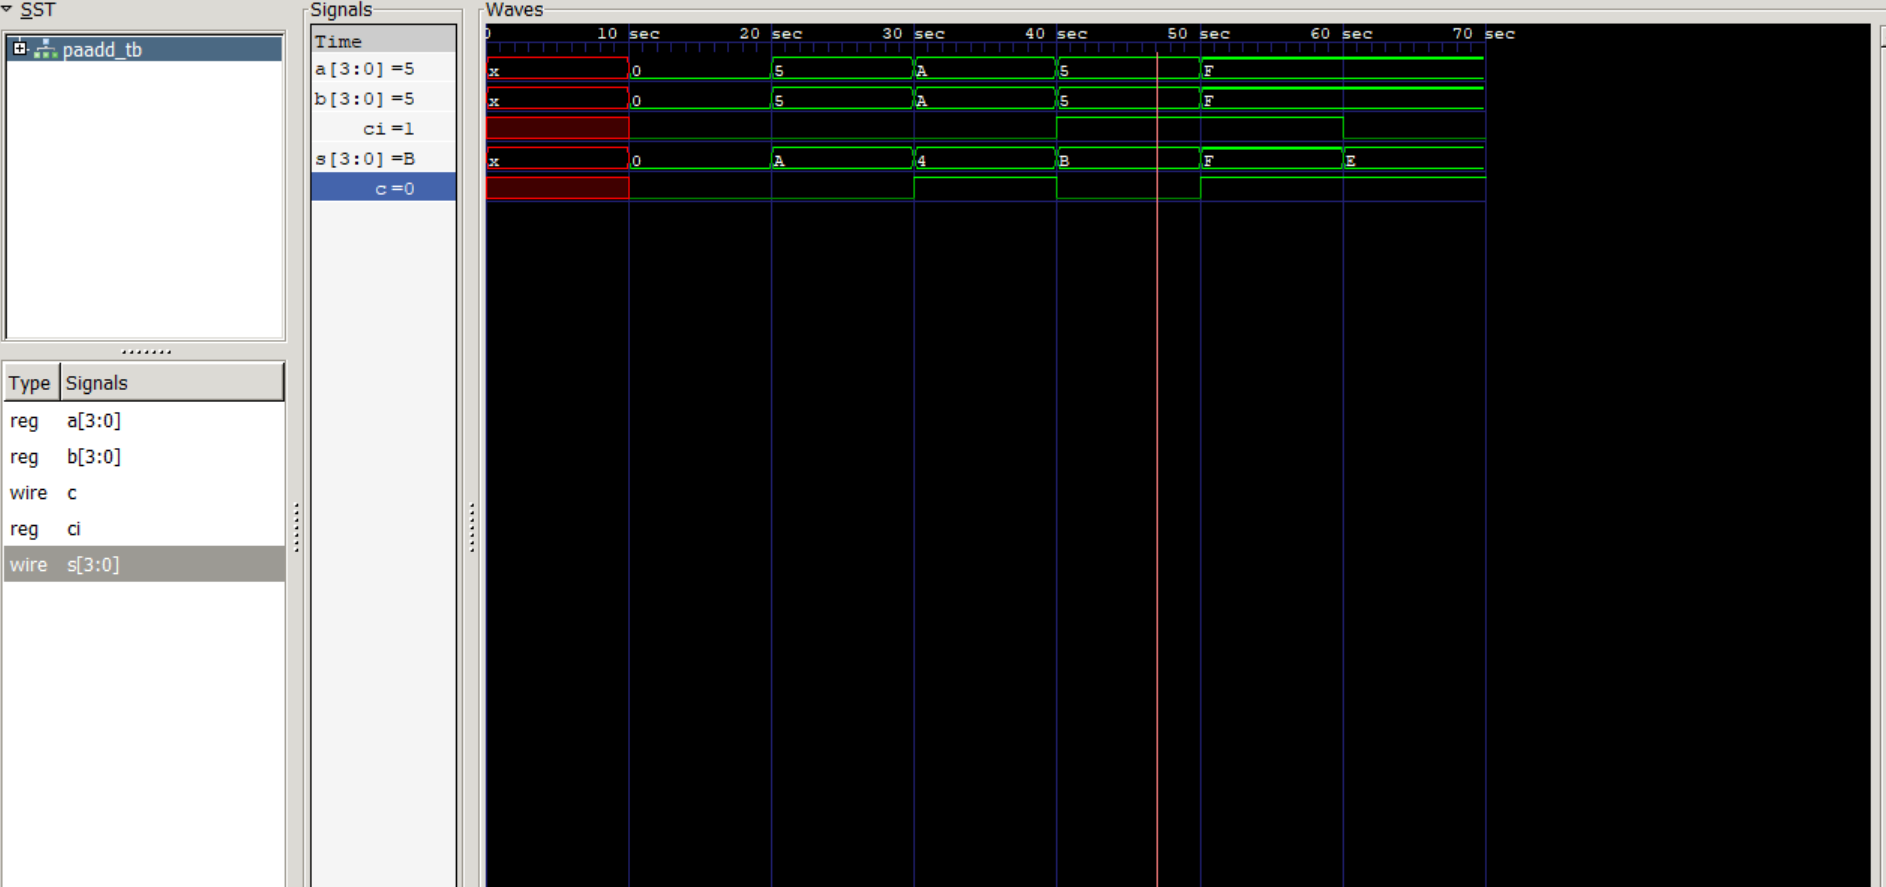 SST
paadd_tb
Type Signals
reg a[3:0]
reg b[3:0]
wire c
reg ci
wire s[3:0]
Signals
Time
a[3:0] =5
b[3:0] =5
ci =1
s[3:0] =B
c =0
Waves
0 10 sec 20 sec 30 sec 40 sec 50 sec 60 sec 70 sec
x 0 5 A 5 F
x 0 5 A 5 F
x 0 A 4 B F E